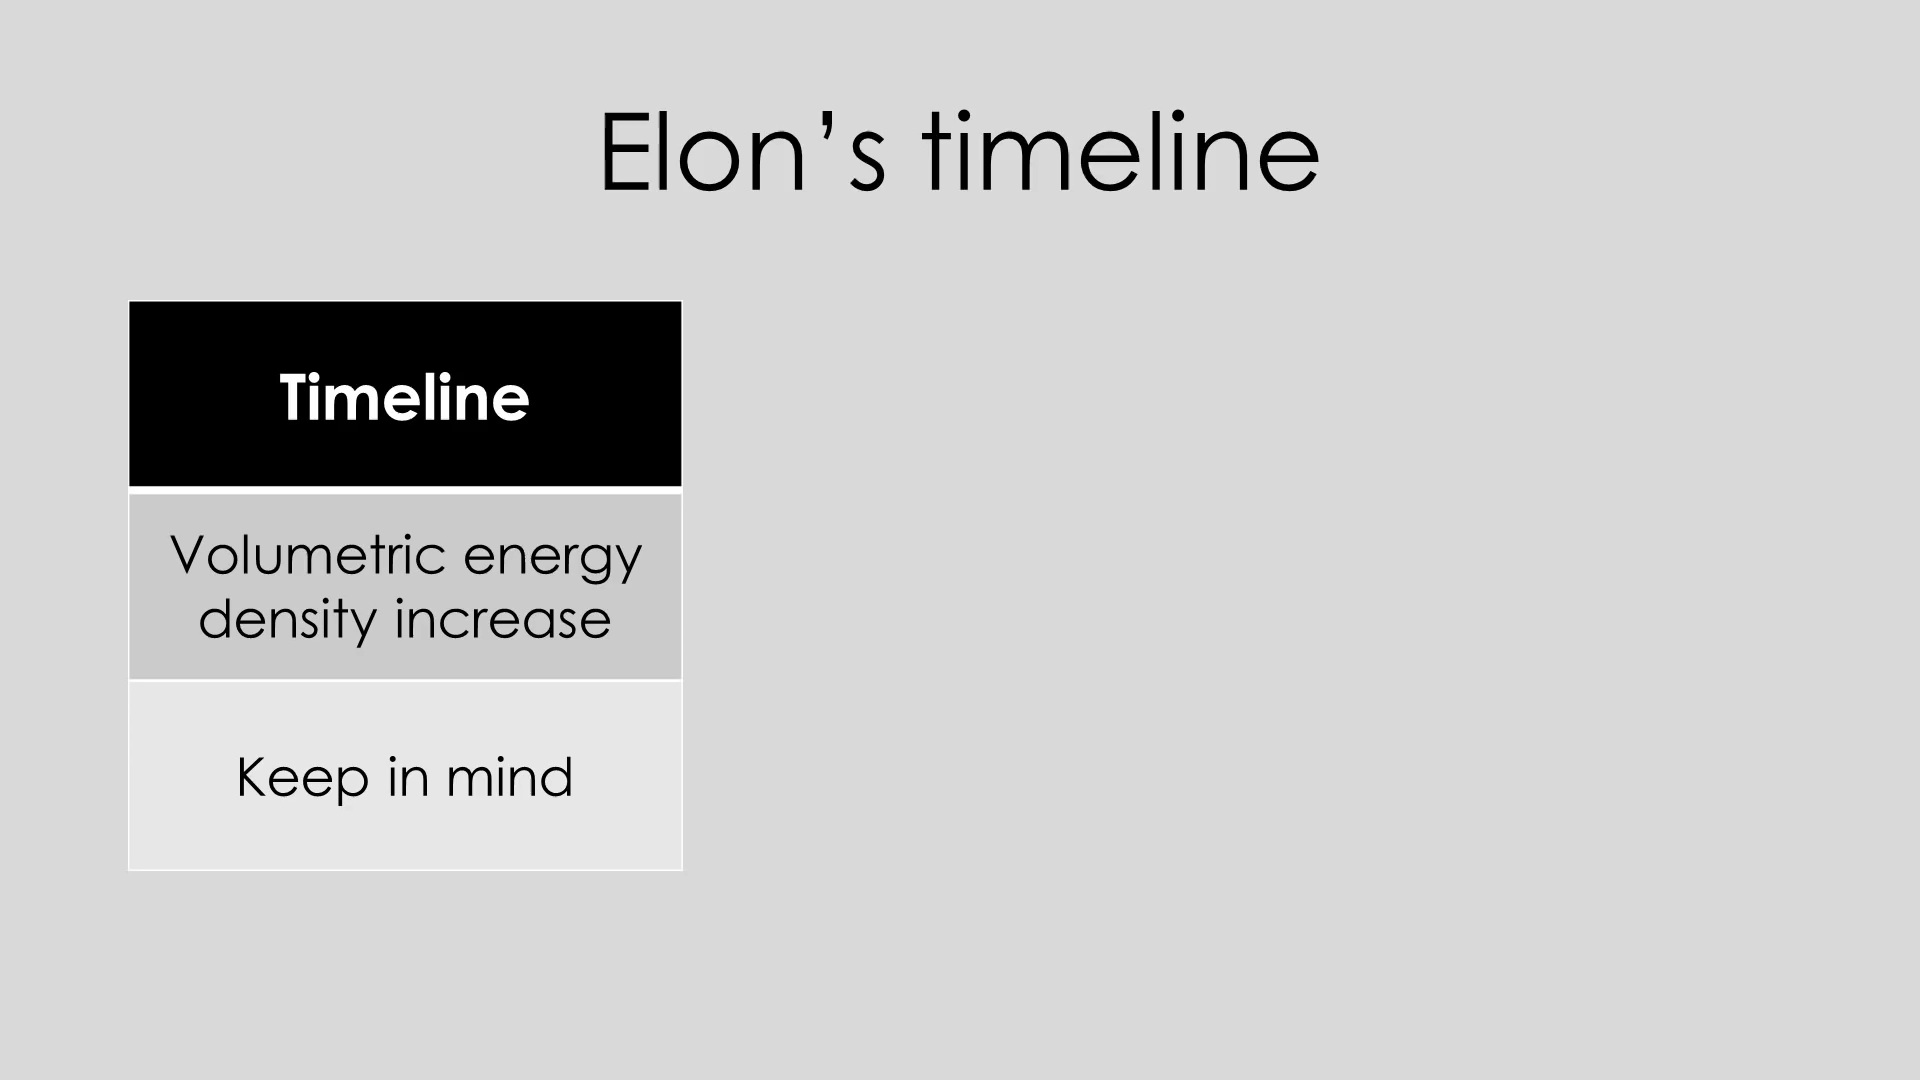 Elon’s timeline
Timeline
Volumetric energy
density increase
Keep in mind